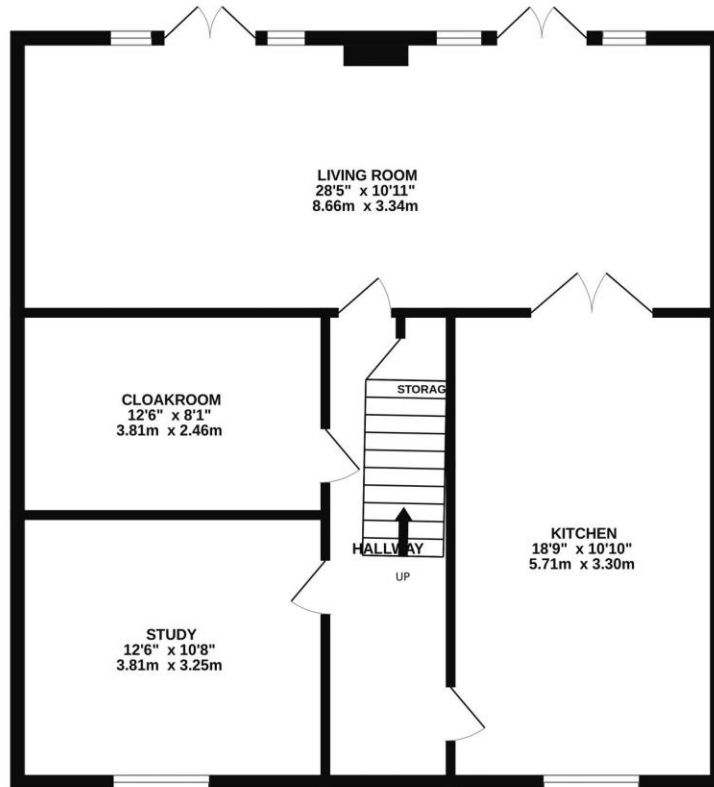 LIVING ROOM
28'5" x 10'11"
8.66m x 3.34m
CLOAKROOM
12'6" x 8'1"
3.81m x 2.46m
STORAG
KITCHEN
18'9" x 10'10"
5.71m x 3.30m
HALLWAY
UP
STUDY
12'6" x 10'8"
3.81m x 3.25m